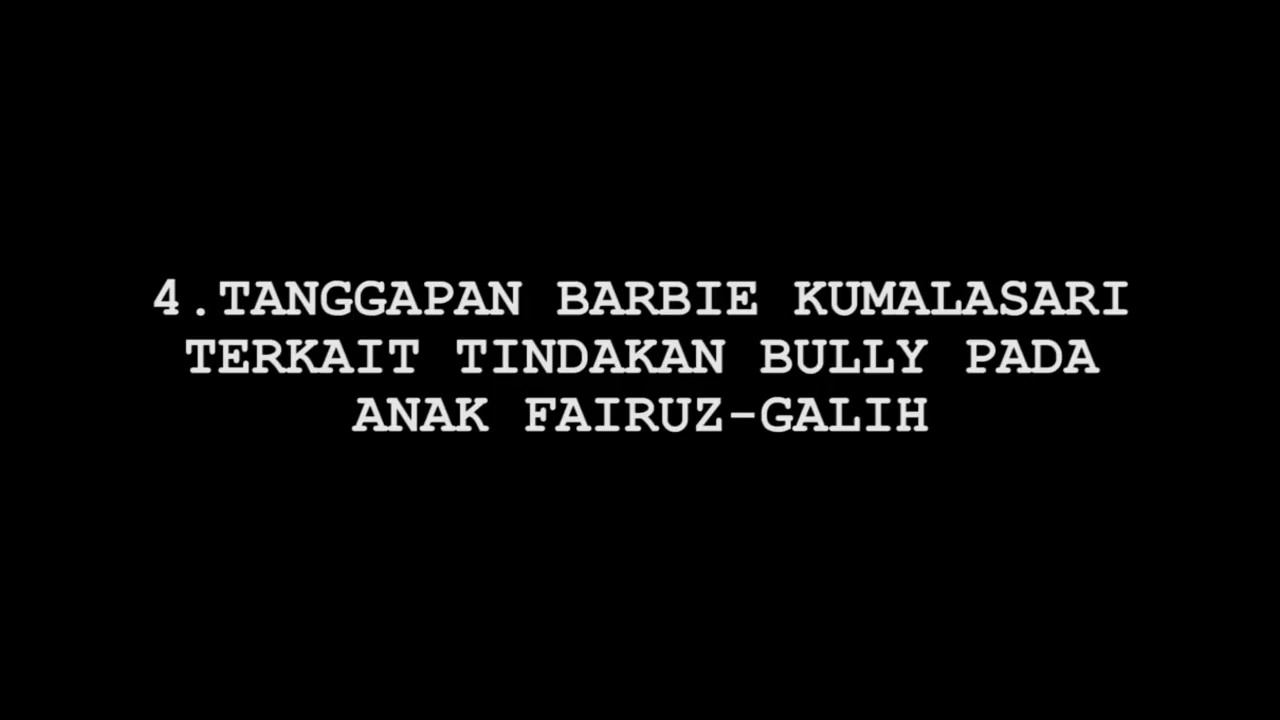 4.TANGGAPAN BARBIE KUMALASARI
TERKAIT TINDAKAN BULLY PADA
ANAK FAIRUZ-GALIH